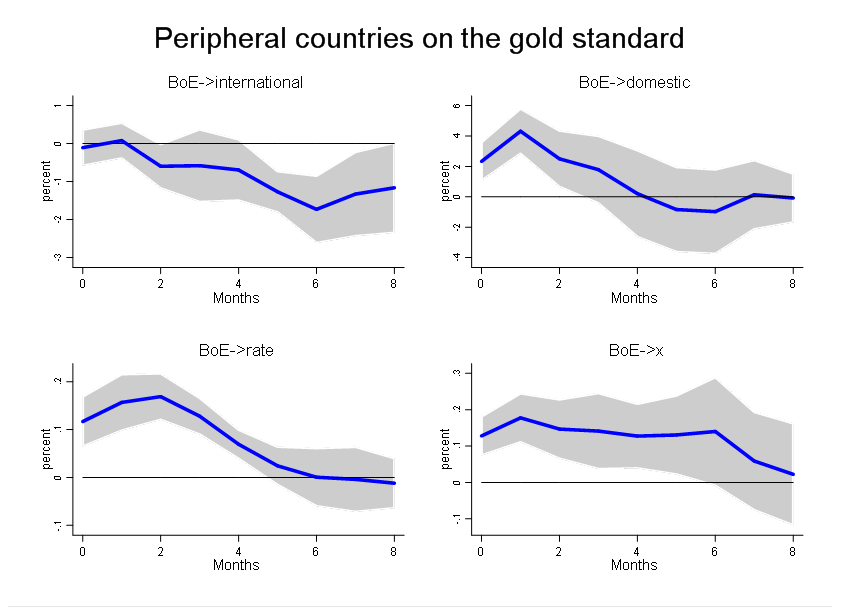 Peripheral countries on the gold standard
BoE->international
percent
1
0
-1
-2
-3
0 2 4 6 8
Months
BoE->domestic
percent
6
4
2
0
-2
-4
0 2 4 6 8
Months
BoE->rate
percent
.2
.1
0
-.1
0 2 4 6 8
Months
BoE->x
percent
.3
.2
.1
0
-.1
0 2 4 6 8
Months